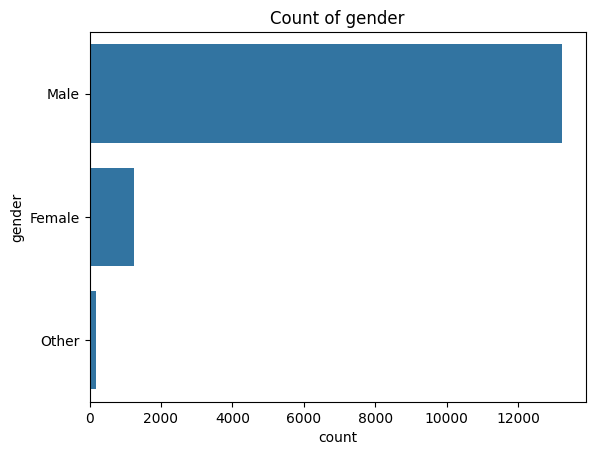 Count of gender
Male
Female
Other
gender
0 2000 4000 6000 8000 10000 12000
count